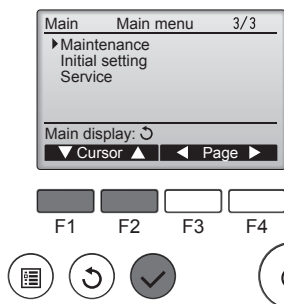 Main Main menu 3/3
Maintenance
Initial setting
Service
Main display:
Cursor Page
F1 F2 F3 F4